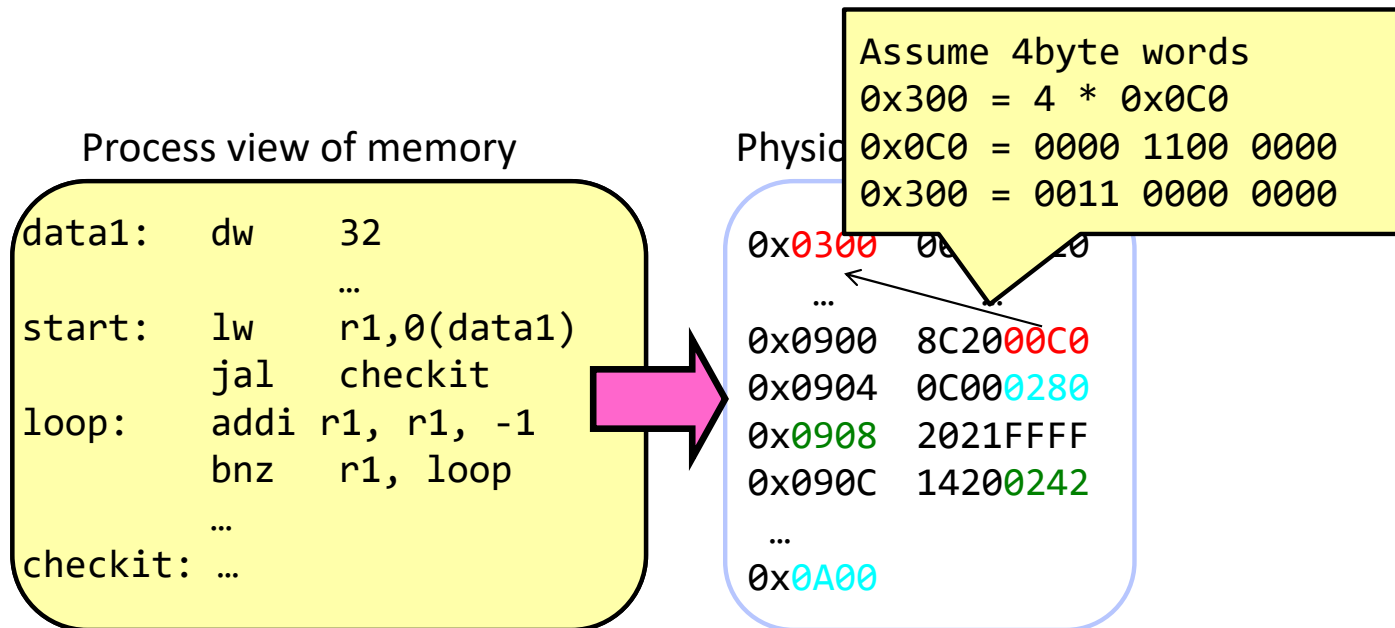 Assume 4byte words
0x300 = 4 * 0x0C0
0x0C0 = 0000 1100 0000
0x300 = 0011 0000 0000
Process view of memory
data1: dw 32
…
start: lw r1,0(data1)
jal checkit
loop: addi r1, r1, -1
bnz r1, loop
…
checkit: …
0x0300
… …
0x0900 8C2000C0
0x0904 0C000280
0x0908 2021FFFF
0x090C 14200242
…
0x0A00